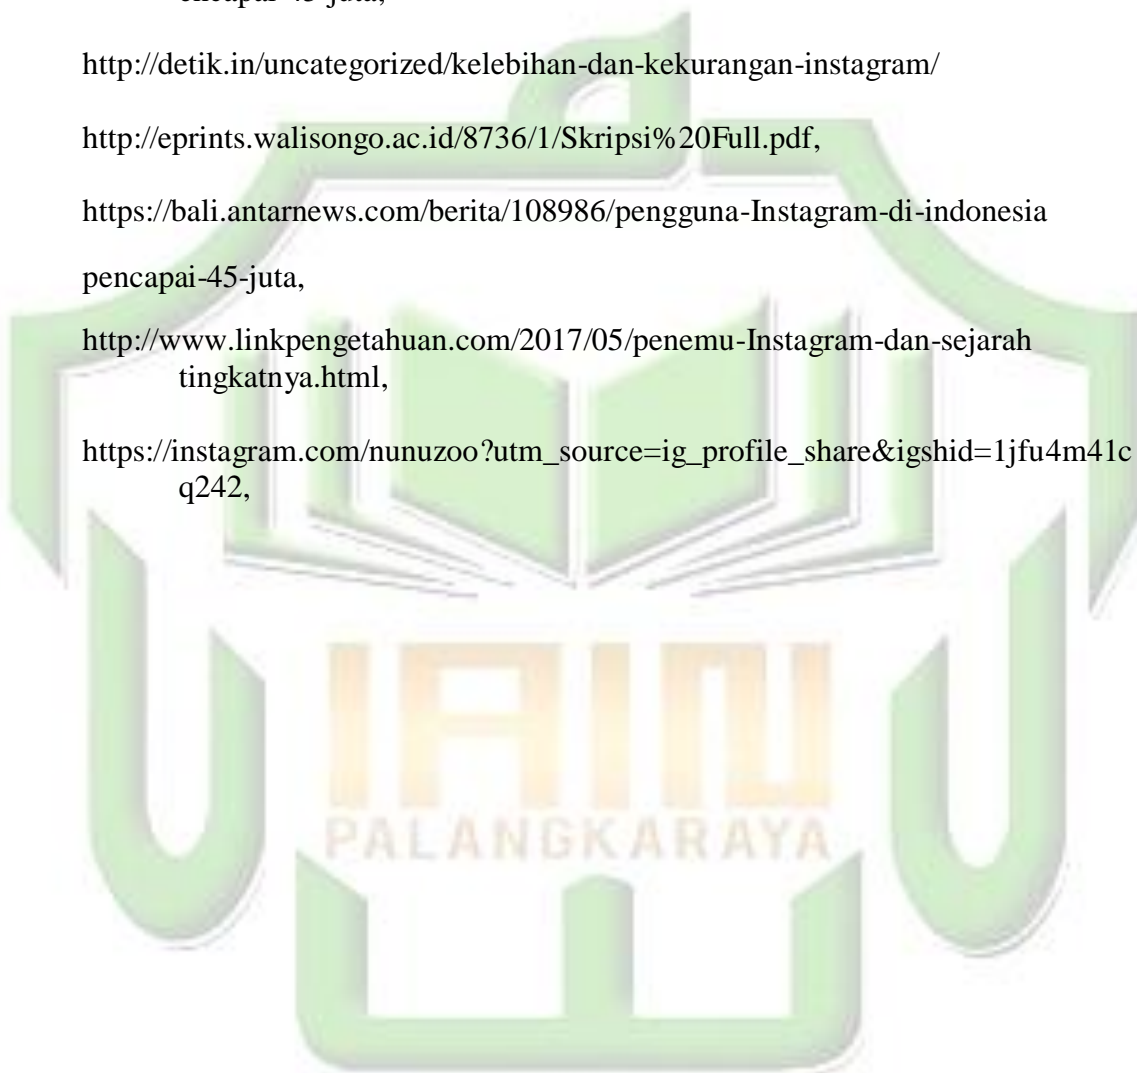 http://detik.in/uncategorized/kelebihan-dan-kekurangan-instagram/
http://eprints.walisongo.ac.id/8736/1/Skripsi%20Full.pdf,
https://bali.antarnews.com/berita/108986/pengguna-Instagram-di-indonesia
pencapai-45-juta,
http://www.linkpengetahuan.com/2017/05/penemu-Instagram-dan-sejarah
tingkatnya.html,
https://instagram.com/nunuzoo?utm_source=ig_profile_share&igshid=1jfu4m41c
q242,
IAIN
PALANGKARAYA